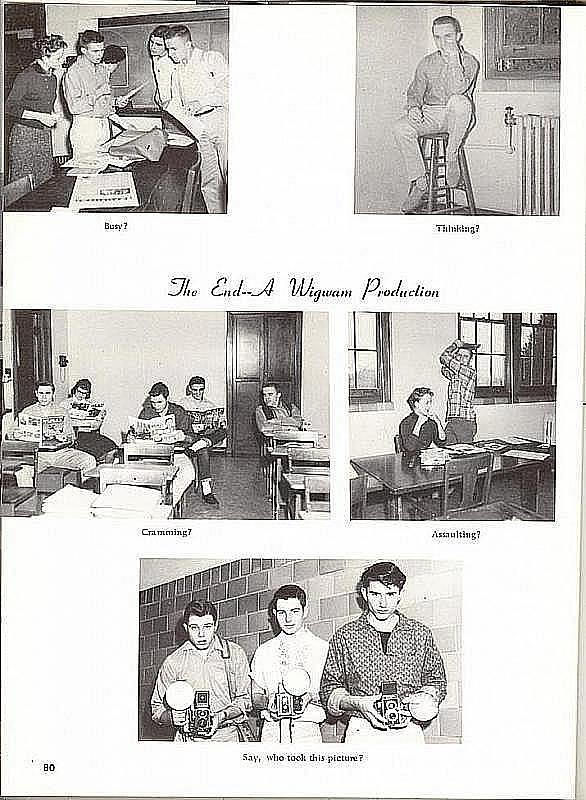 Busy?
Thinking?
The End--A Wigwam Production
Cramming?
Assaulting?
Say, who took this picture?
80